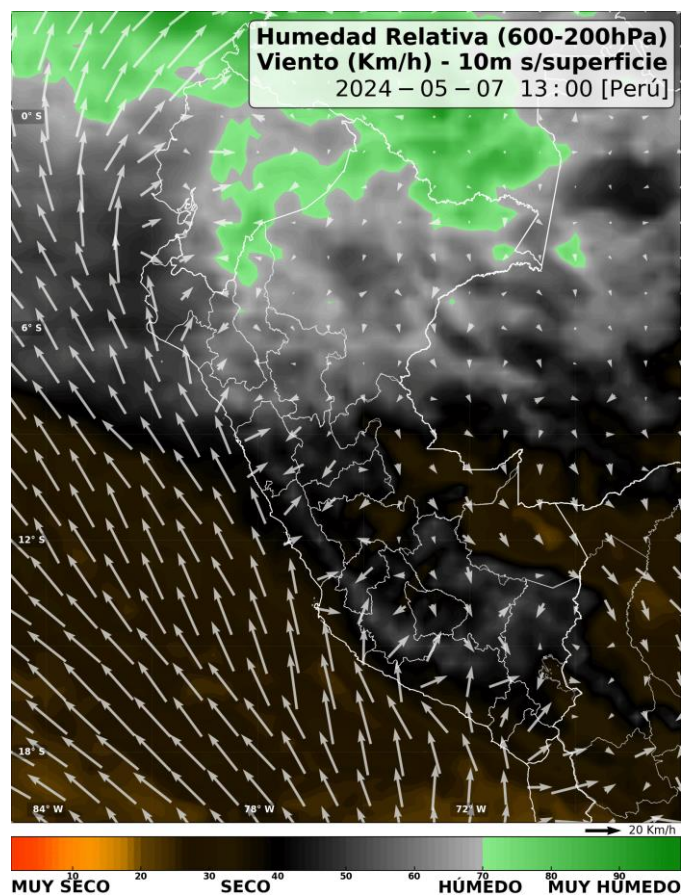 Humedad Relativa (600-200hPa)
Viento (Km/h) - 10m s/superficie
2024-05-07 13:00 [Perú]
0° S
6° S
12° S
18° S
84° W 78° W 72° W
20 Km/h
10 20 30 40 50 60 70 80 90
MUY SECO SECO HÚMEDO MUY HUMEDO